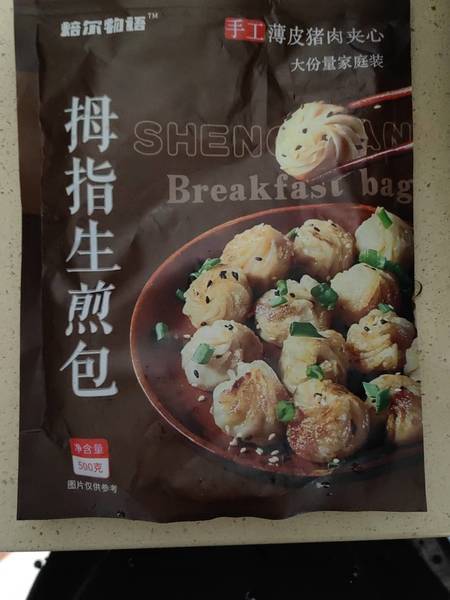 焙尔物语™
手工薄皮猪肉夹心
大份量家庭装
拇指生煎包
Breakfast bag
净含量
500克
图片仅供参考